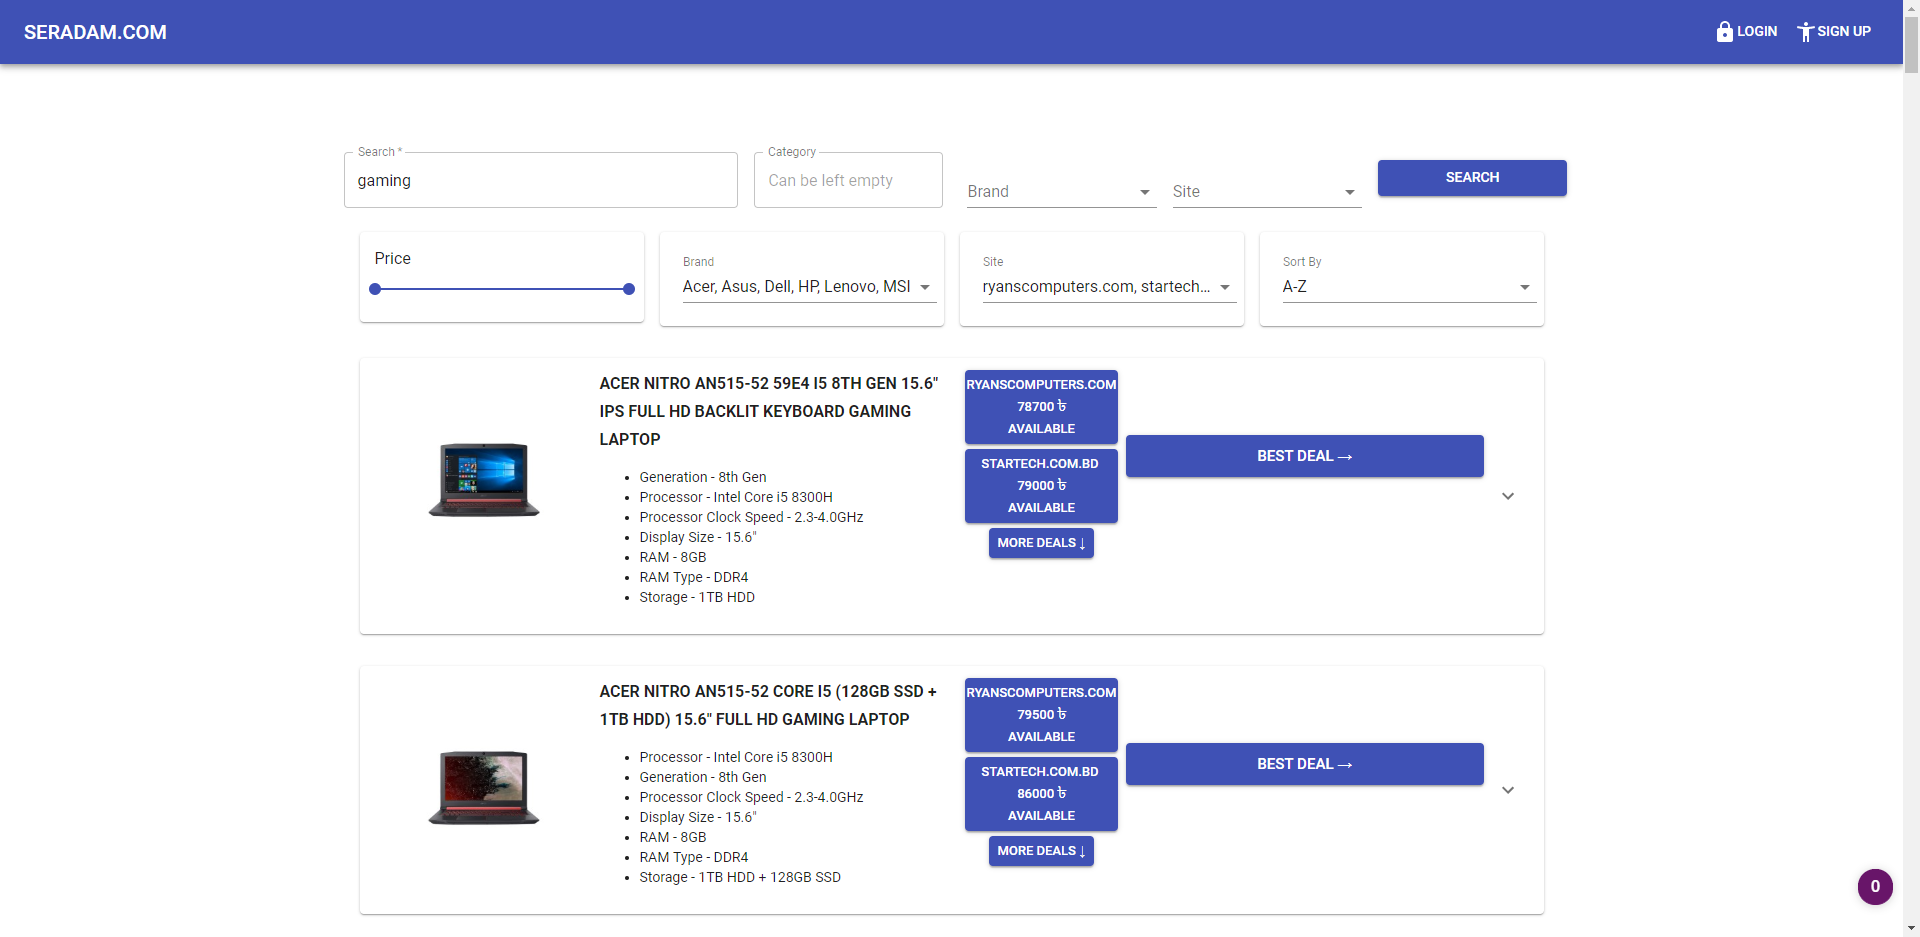 SERADAM.COM
LOGIN
SIGN UP
Search *
gaming
Category
Can be left empty
Brand
Site
SEARCH
Price
Brand
Acer, Asus, Dell, HP, Lenovo, MSI
Site
ryanscomputers.com, startech...
Sort By
A-Z
ACER NITRO AN515-52 59E4 I5 8TH GEN 15.6"
IPS FULL HD BACKLIT KEYBOARD GAMING
LAPTOP
• Generation - 8th Gen
• Processor - Intel Core i5 8300H
• Processor Clock Speed - 2.3-4.0GHz
• Display Size - 15.6"
• RAM - 8GB
• RAM Type - DDR4
• Storage - 1TB HDD
RYANSCOMPUTERS.COM
78700 ৳
AVAILABLE
STARTECH.COM.BD
79000 ৳
AVAILABLE
MORE DEALS ↓
BEST DEAL →
ACER NITRO AN515-52 CORE I5 (128GB SSD +
1TB HDD) 15.6" FULL HD GAMING LAPTOP
• Processor - Intel Core i5 8300H
• Generation - 8th Gen
• Processor Clock Speed - 2.3-4.0GHz
• Display Size - 15.6"
• RAM - 8GB
• RAM Type - DDR4
• Storage - 1TB HDD + 128GB SSD
RYANSCOMPUTERS.COM
79500 ৳
AVAILABLE
STARTECH.COM.BD
86000 ৳
AVAILABLE
MORE DEALS ↓
BEST DEAL →
0